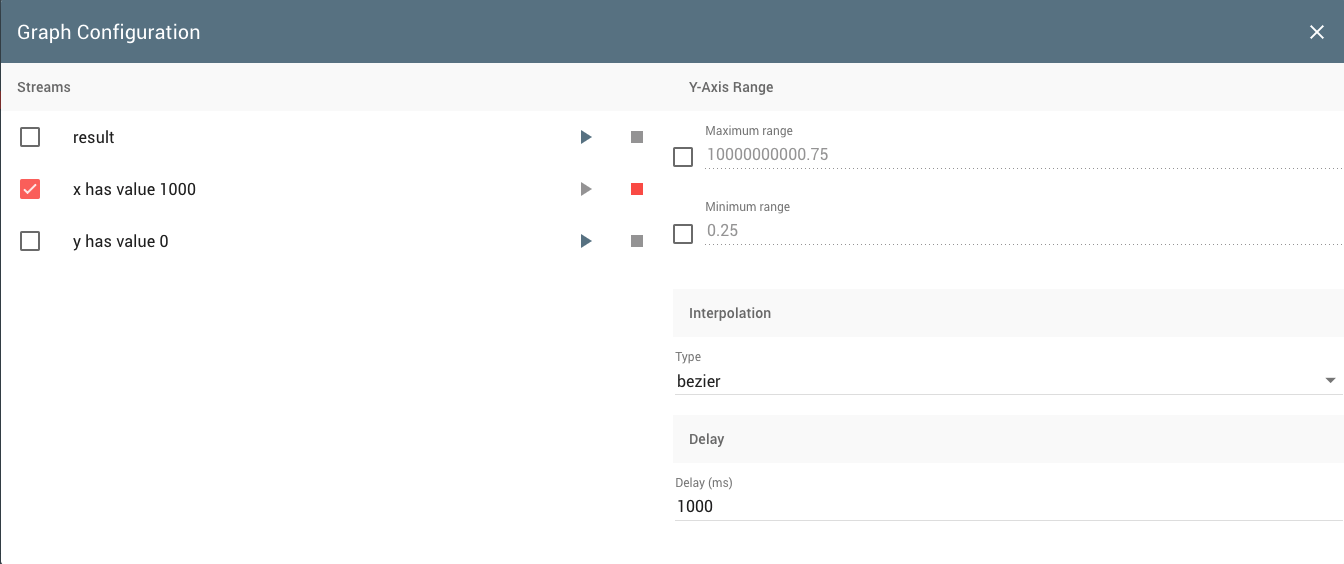 Graph Configuration
Streams
result
x has value 1000
y has value 0
Y-Axis Range
Maximum range
10000000000.75
Minimum range
0.25
Interpolation
Type
bezier
Delay
Delay (ms)
1000